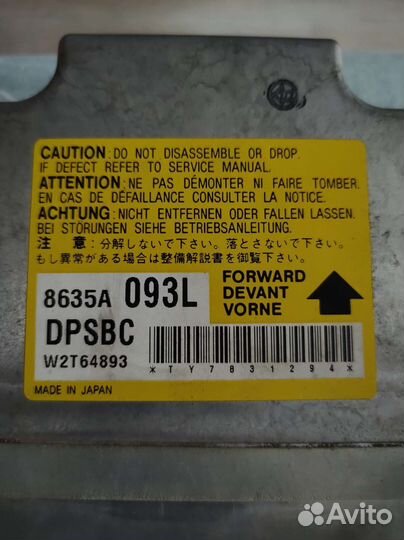 CAUTION: DO NOT DISASSEMBLE OR DROP.
IF DEFECT REFER TO SERVICE MANUAL.
ATTENTION: NE PAS DÉMONTER NI FAIRE TOMBER.
EN CAS DE DÉFAILLANCE CONSULTER LA NOTICE.
ACHTUNG: NICHT ENTFERNEN ODER FALLEN LASSEN.
BEI STÖRUNGEN SIEHE BETRIEBSANLEITUNG.
注 意 :分解しないで下さい。落とさないで下さい。
もし異常がある場合は整備解説書を御覧下さい。
FORWARD
DEVANT
VORNE
8635A 093L
DPSBC
W2T64893
*TY7831294*
MADE IN JAPAN
Avito